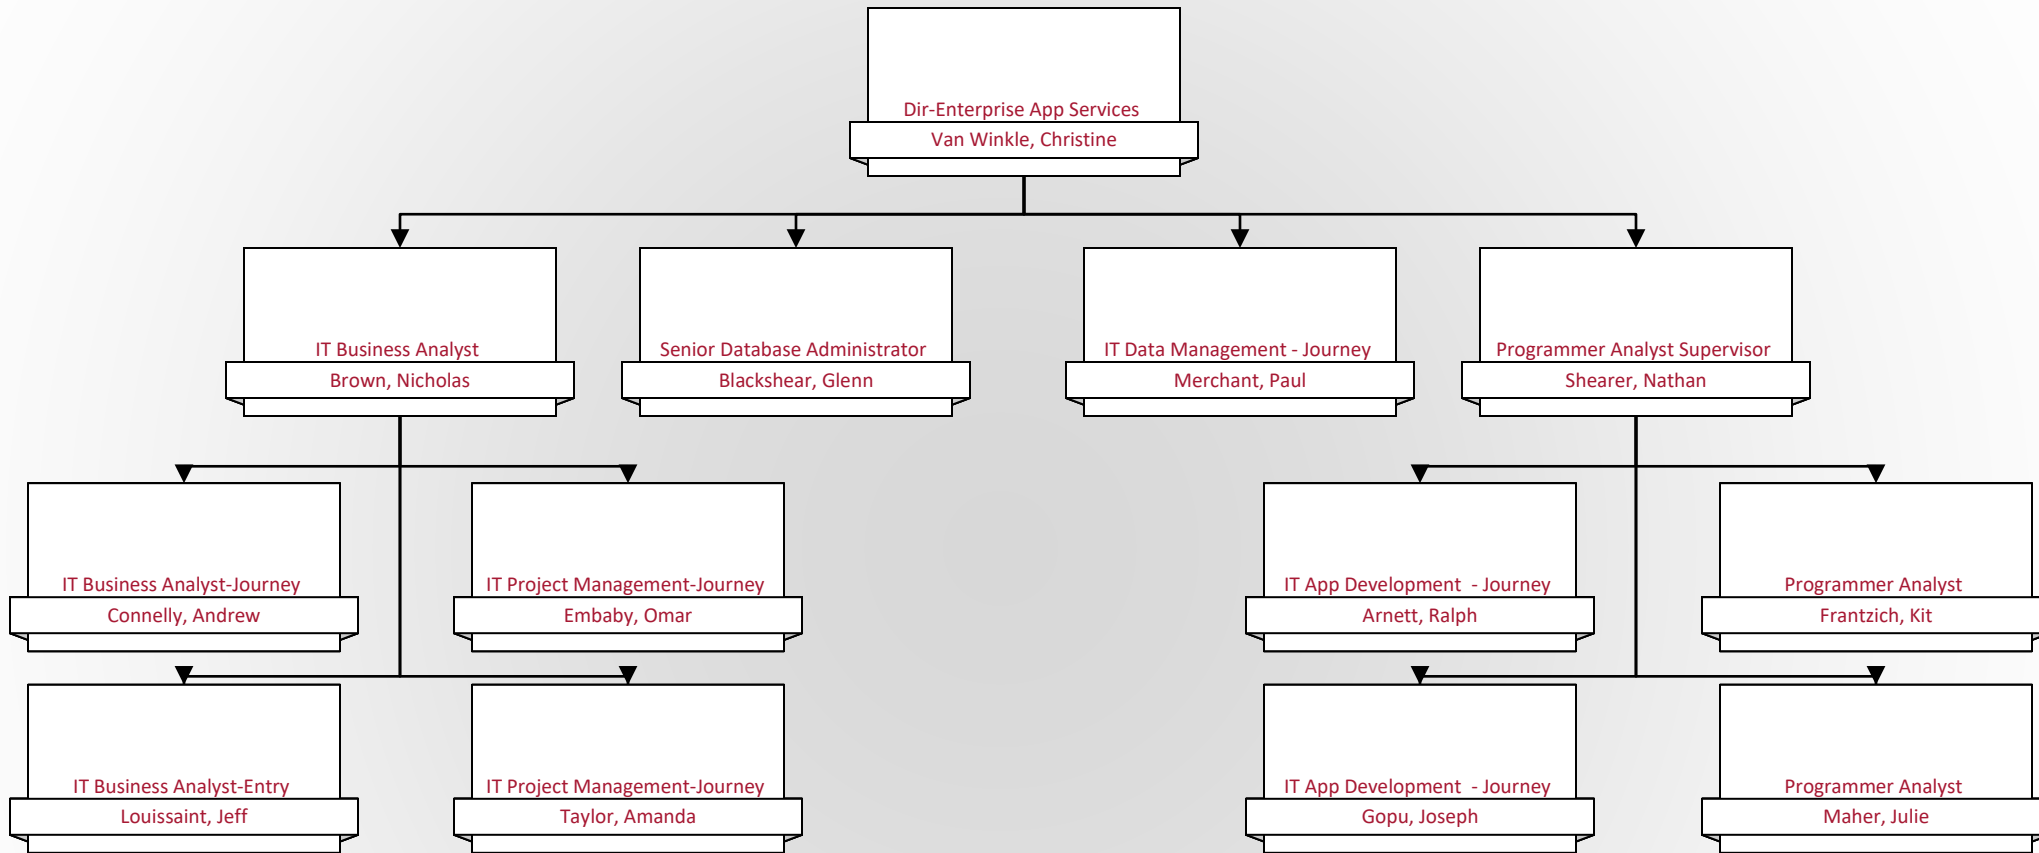 Dir-Enterprise App Services
Van Winkle, Christine
IT Business Analyst
Brown, Nicholas
Senior Database Administrator
Blackshear, Glenn
IT Data Management - Journey
Merchant, Paul
Programmer Analyst Supervisor
Shearer, Nathan
IT Business Analyst-Journey
Connelly, Andrew
IT Project Management-Journey
Embaby, Omar
IT App Development  - Journey
Arnett, Ralph
Programmer Analyst
Frantzich, Kit
IT Business Analyst-Entry
Louissaint, Jeff
IT Project Management-Journey
Taylor, Amanda
IT App Development  - Journey
Gopu, Joseph
Programmer Analyst
Maher, Julie